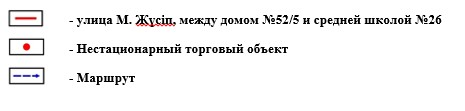 - улица М. Жүсіп, между домом №52/5 и средней школой №26
- Нестационарный торговый объект
- Маршрут